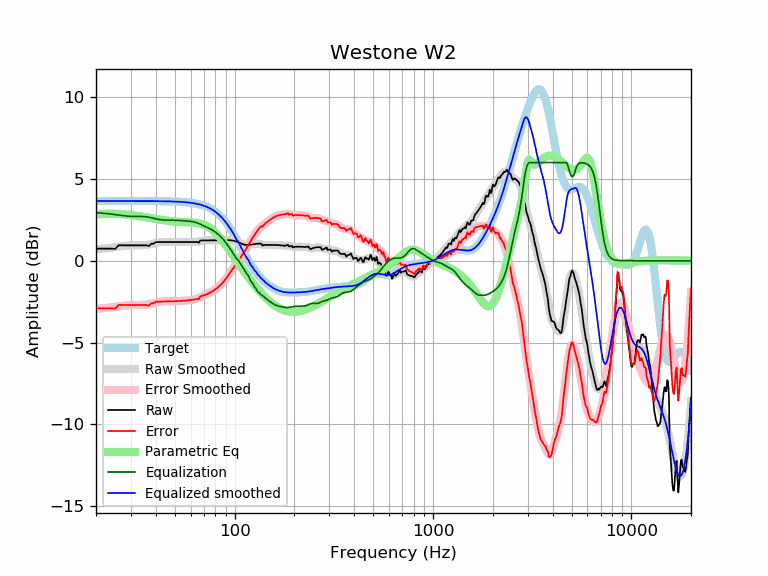 Westone W2
Amplitude (dBr)
10
5
0
−5
−10
−15
Target
Raw Smoothed
Error Smoothed
Raw
Error
Parametric Eq
Equalization
Equalized smoothed
100
1000
10000
Frequency (Hz)